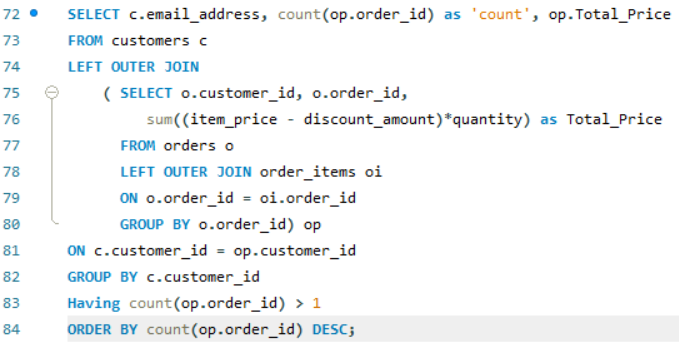 72 SELECT c.email_address, count(op.order_id) as 'count', op.Total_Price
73 FROM customers c
74 LEFT OUTER JOIN
75 ( SELECT o.customer_id, o.order_id,
76 sum((item_price - discount_amount)*quantity) as Total_Price
77 FROM orders o
78 LEFT OUTER JOIN order_items oi
79 ON o.order_id = oi.order_id
80 GROUP BY o.order_id) op
81 ON c.customer_id = op.customer_id
82 GROUP BY c.customer_id
83 Having count(op.order_id) > 1
84 ORDER BY count(op.order_id) DESC;